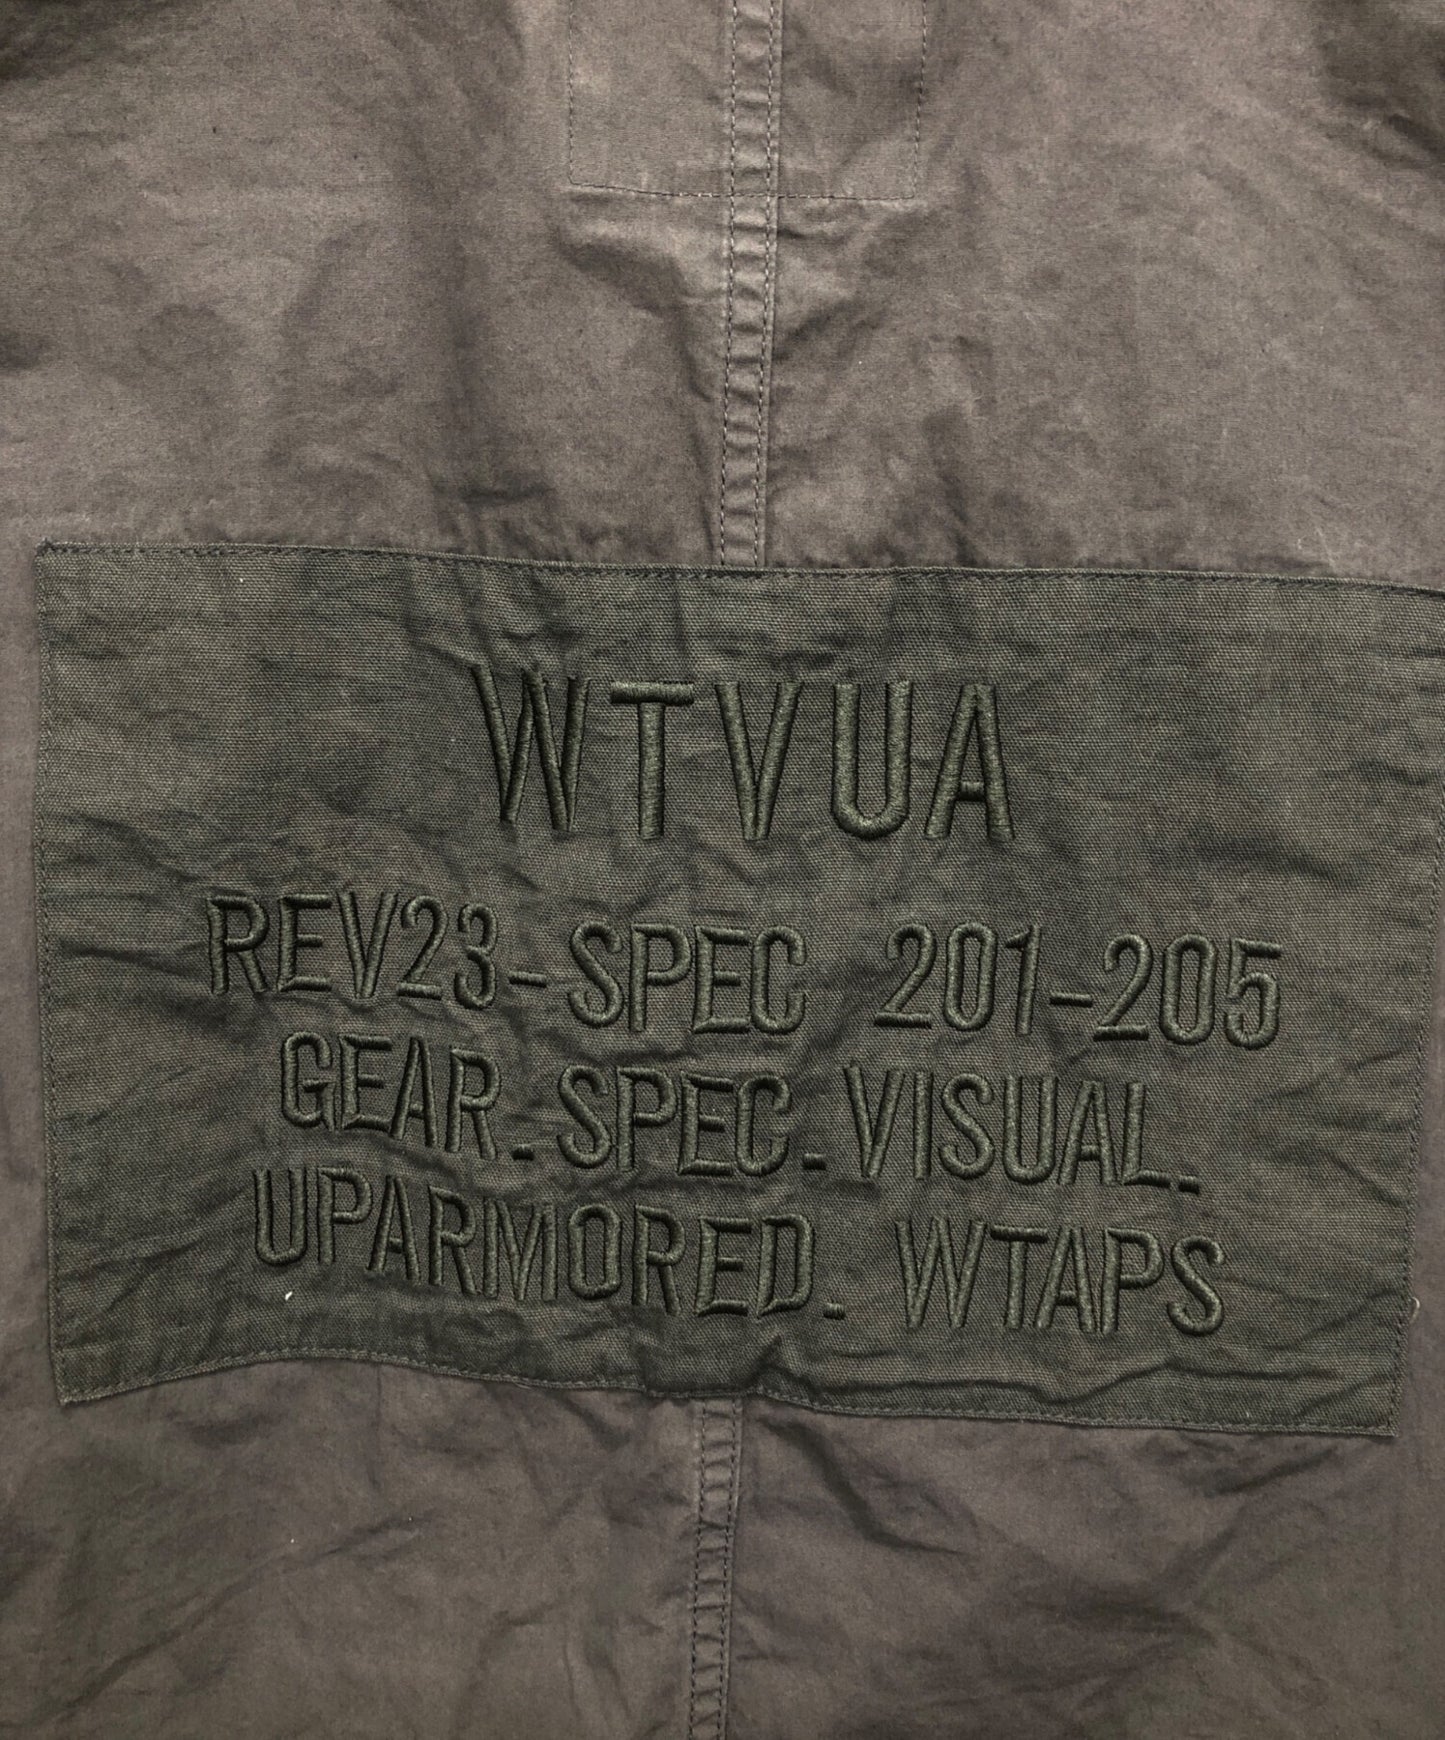 WTVUA
REV23-SPEC 201-205
GEAR.SPEC.VISUAL.
UPARMORED. WTAPS